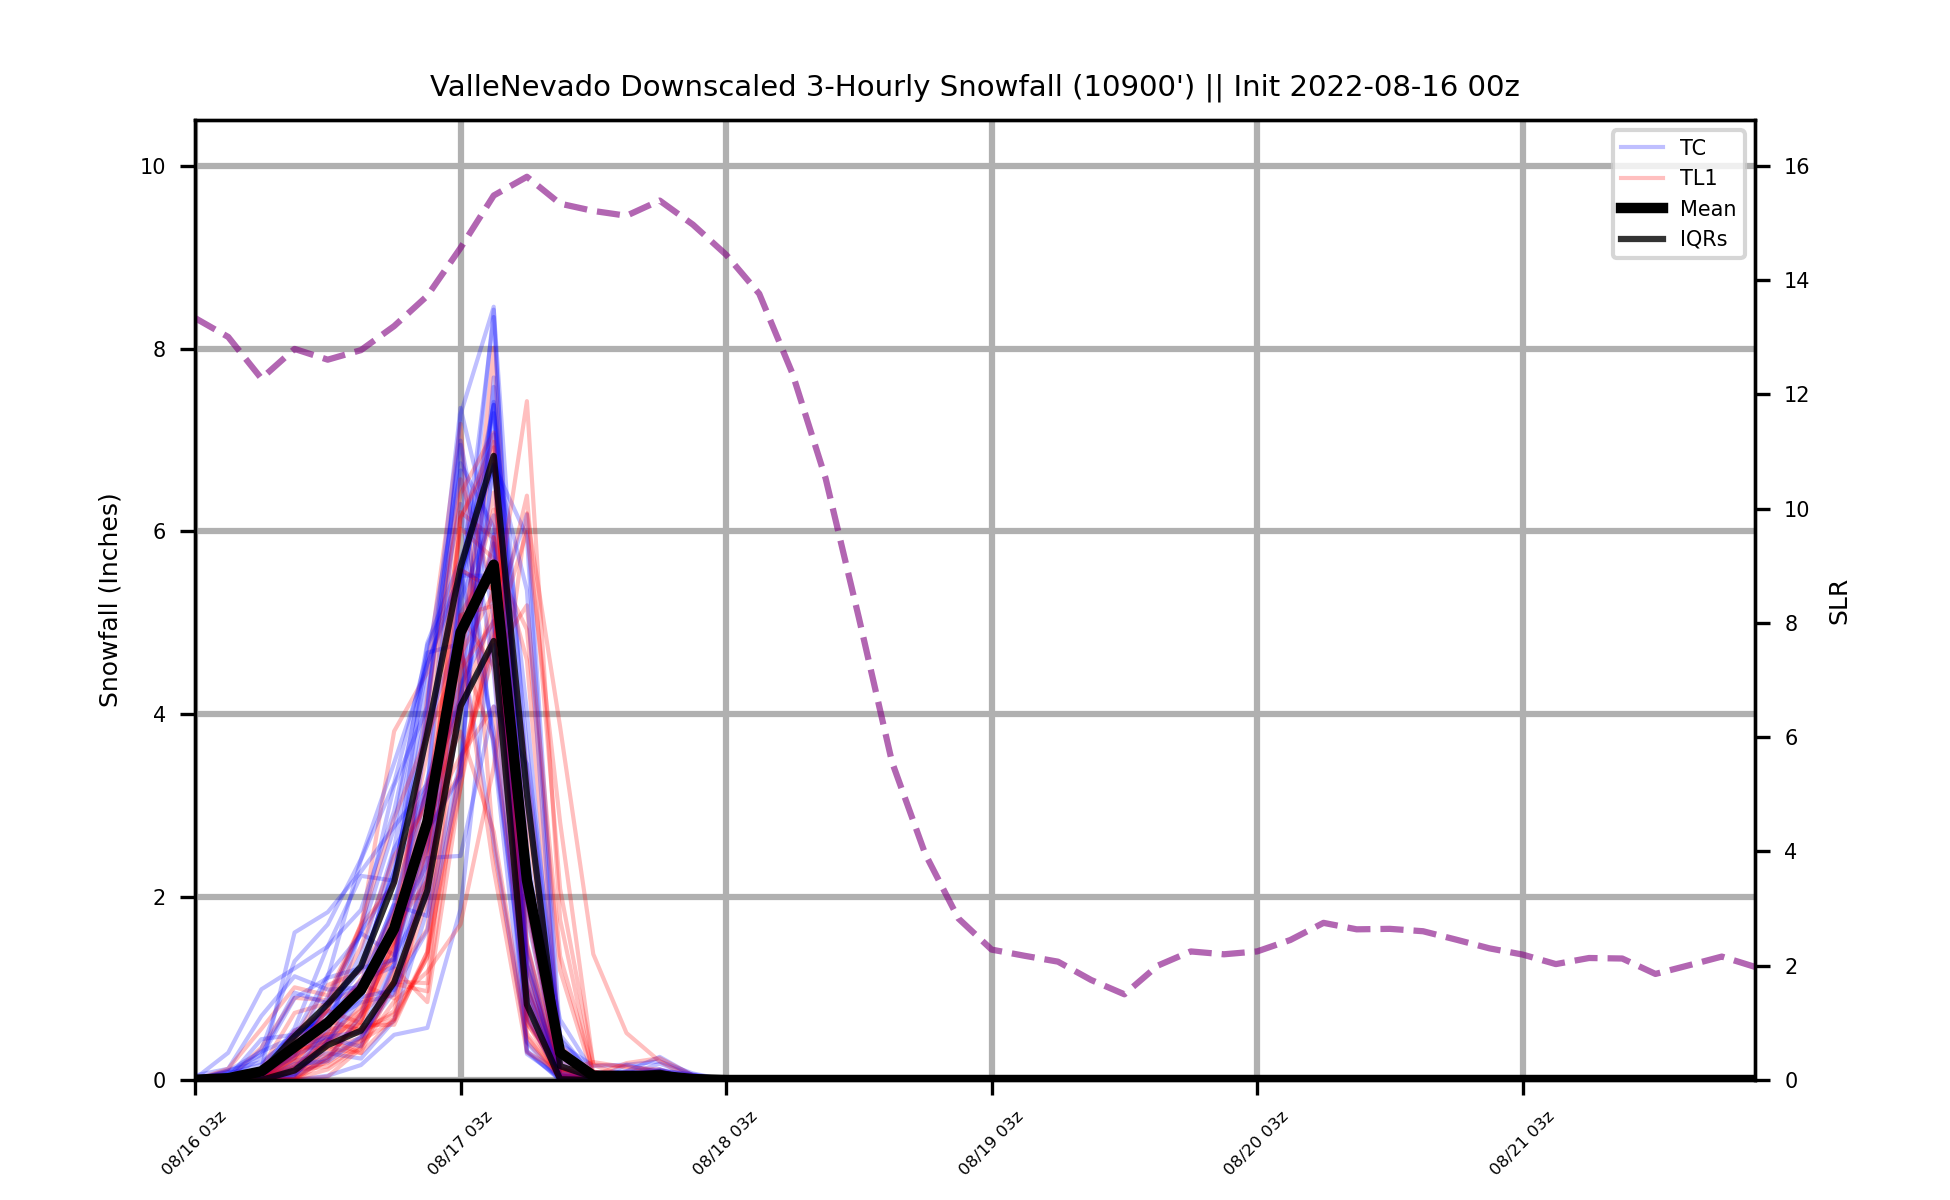 ValleNevado Downscaled 3-Hourly Snowfall (10900') || Init 2022-08-16 00z
TC
TL1
Mean
IQRs
Snowfall (Inches)
10
8
6
4
2
0
16
14
12
10
8
6
4
2
0
SLR
08/16 03z
08/17 03z
08/18 03z
08/19 03z
08/20 03z
08/21 03z